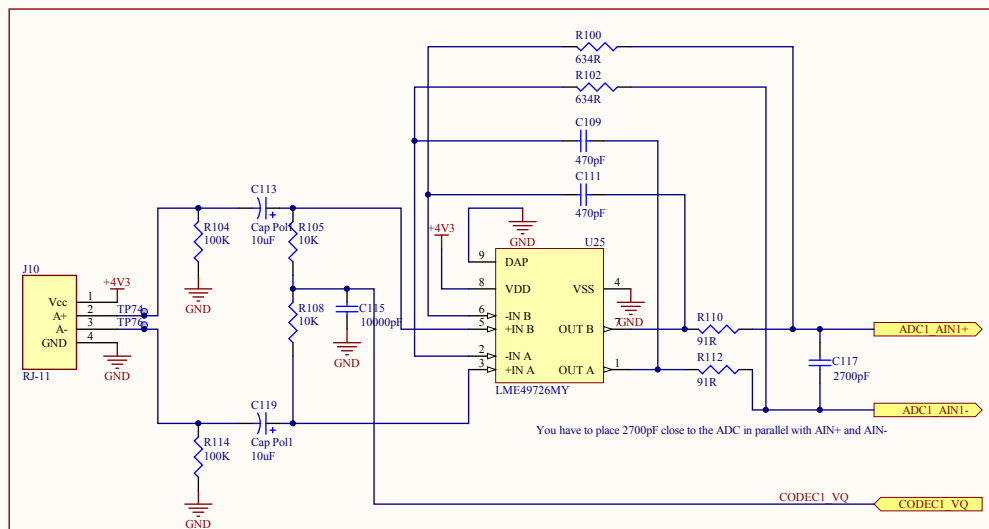 R100
634R
R102
634R
C109
470pF
C111
470pF
C113
Cap Pol1
10uF
R104
100K
R105
10K
+4V3
GND
U25
J10
+4V3
Vcc 1
A+ 2 TP74
A- 3 TP76
GND 4
RJ-11
GND
GND
R108
10K
C115
10000pF
GND
9 DAP
8 VDD VSS 4
GND
6 -IN B
5 +IN B OUT B 7
2 -IN A
3 +IN A OUT A 1
LME49726MY
R110
91R
R112
91R
ADC1_AIN1+
C117
2700pF
ADC1_AIN1-
C119
Cap Pol1
10uF
R114
100K
GND
You have to place 2700pF close to the ADC in parallel with AIN+ and AIN-
CODEC1_VQ
CODEC1_VQ